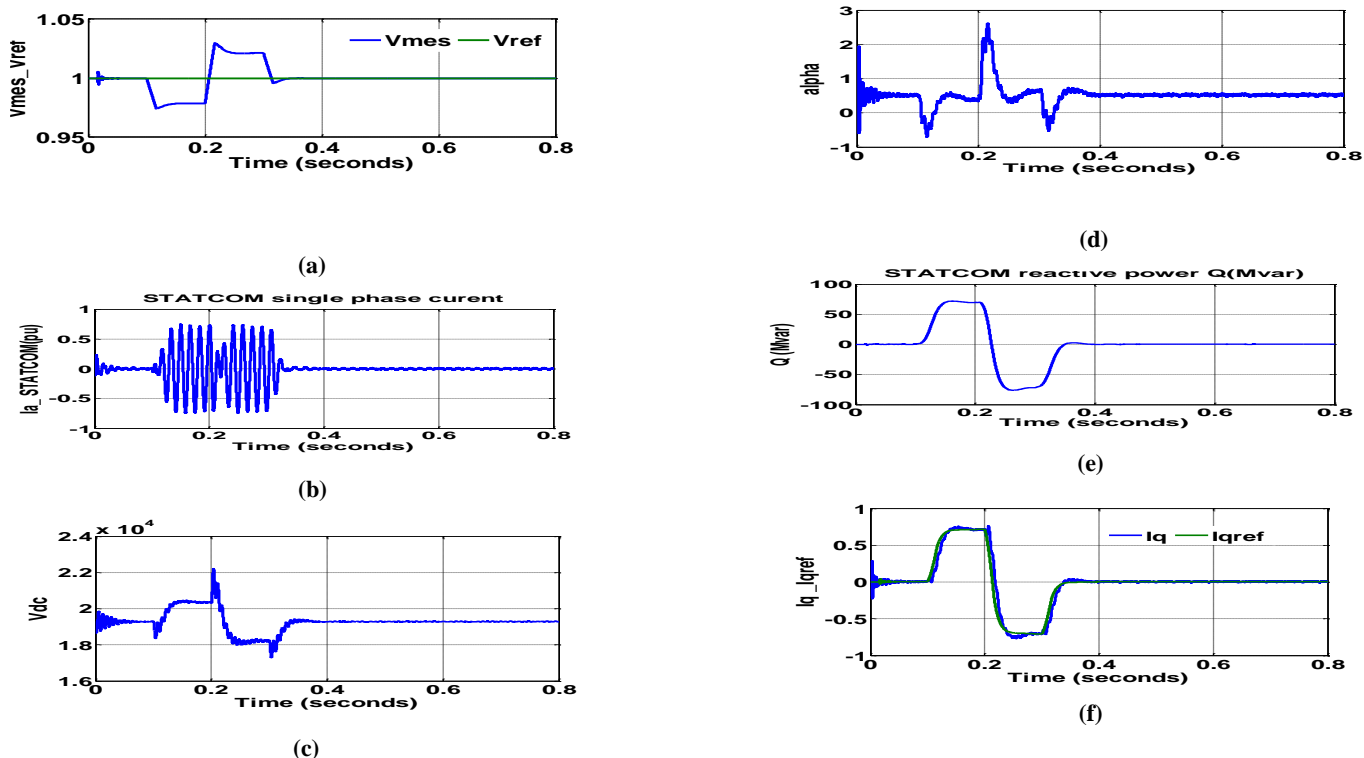 1.05
Vmes_Vref
Vmes Vref
1
0.95
0 0.2 0.4 0.6 0.8
Time (seconds)
(a)
STATCOM single phase curent
1
Ia_STATCOM(pu)
0.5
0
-0.5
-1
0 0.2 0.4 0.6 0.8
Time (seconds)
(b)
x 10^4
2.4
Vdc
2.2
2
1.8
1.6
0 0.2 0.4 0.6 0.8
Time (seconds)
(c)
3
alpha
2
1
0
-1
0 0.2 0.4 0.6 0.8
Time (seconds)
(d)
STATCOM reactive power Q(Mvar)
100
Q (Mvar)
50
0
-50
-100
0 0.2 0.4 0.6 0.8
Time (seconds)
(e)
1
Iq_Iqref
Iq Iqref
0.5
0
-0.5
-1
0 0.2 0.4 0.6 0.8
Time (seconds)
(f)